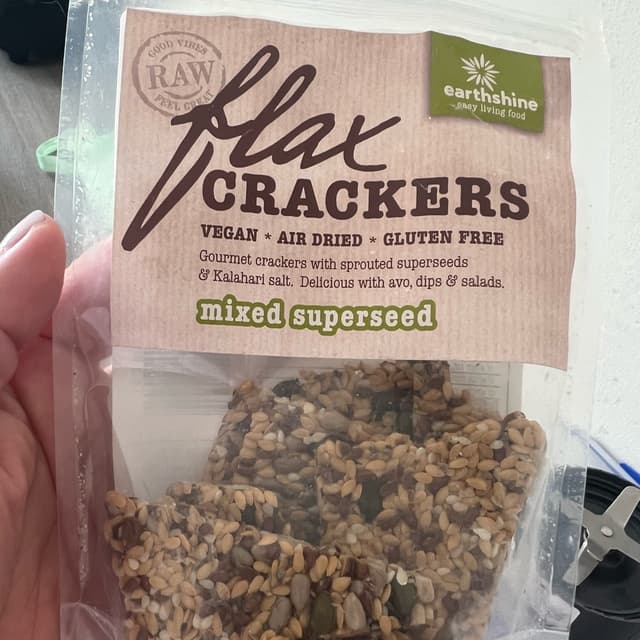 GOOD VIBES
RAW
FEEL GREAT
earthshine
easy living food
flax
CRACKERS
VEGAN * AIR DRIED * GLUTEN FREE
Gourmet crackers with sprouted superseeds
& Kalahari salt. Delicious with avo, dips & salads.
mixed superseed